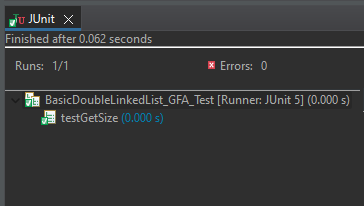 JUnit
Finished after 0.062 seconds
Runs: 1/1 Errors: 0
BasicDoubleLinkedList_GFA_Test [Runner: JUnit 5] (0.000 s)
testGetSize (0.000 s)